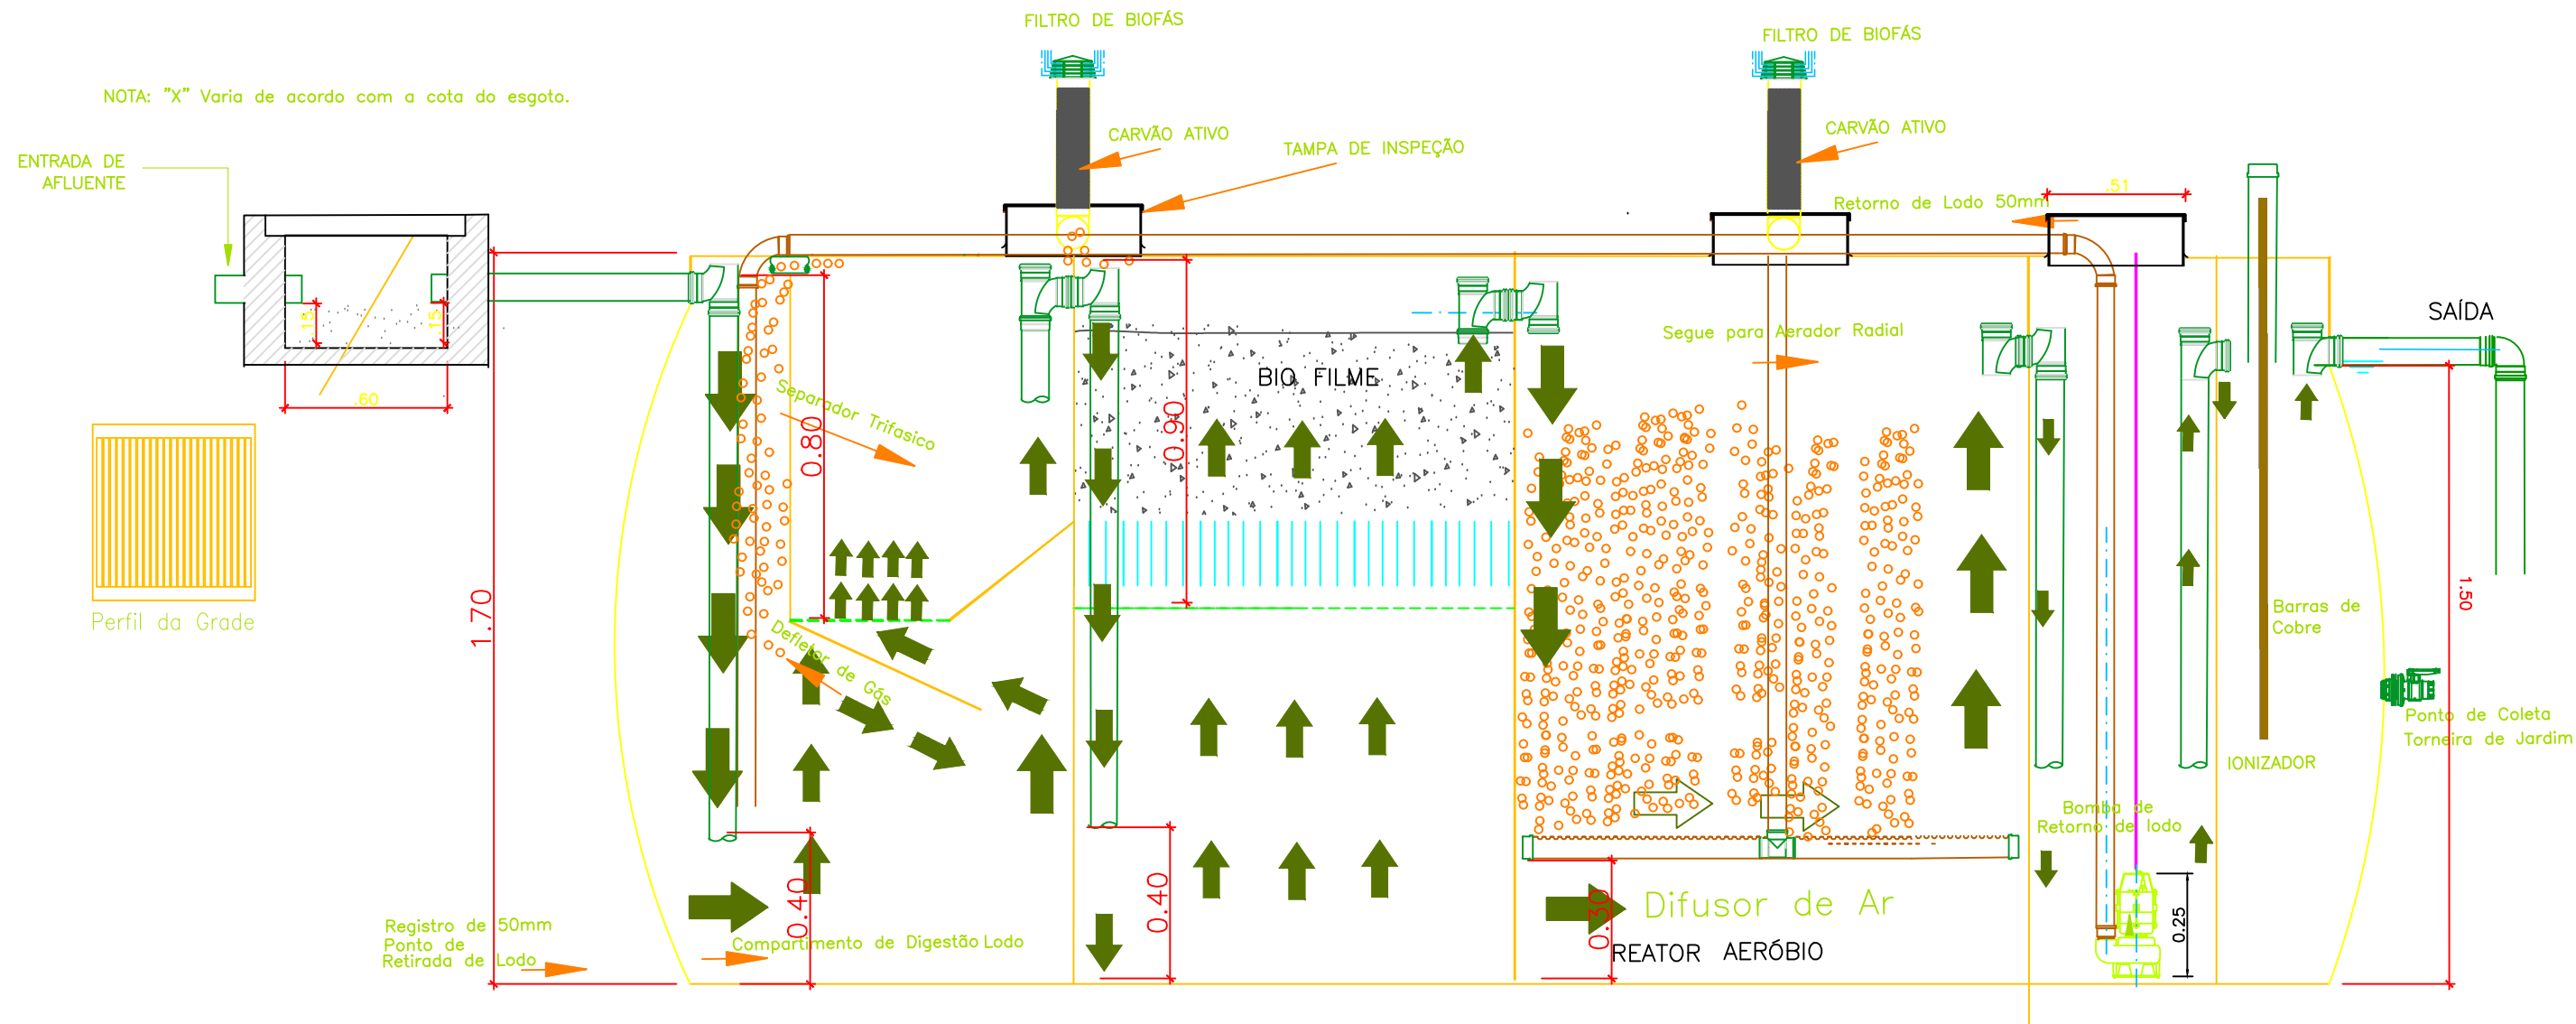 FILTRO DE BIOFÁS
FILTRO DE BIOFÁS
NOTA: "X" Varia de acordo com a cota do esgoto.
CARVÃO ATIVO
CARVÃO ATIVO
TAMPA DE INSPEÇÃO
ENTRADA DE
AFLUENTE
.51
Retorno de Lodo 50mm
.15
.15
.60
SAÍDA
Segue para Aerador Radial
BIO FILME
Separador Trifasico
0.80
0.90
1.70
1.50
Perfil da Grade
Defletor de Gás
Barras de
Cobre
Ponto de Coleta
Torneira de Jardim
IONIZADOR
Bomba de
Retorno de lodo
0.40
0.40
0.30
0.25
Difusor de Ar
REATOR AERÓBIO
Registro de 50mm
Ponto de
Retirada de Lodo
Compartimento de Digestão Lodo